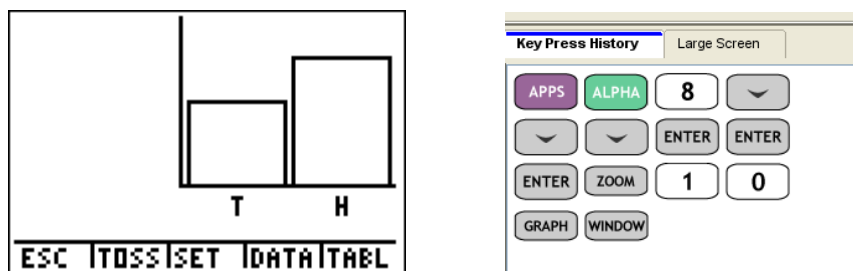 T H
ESC TOSS SET DATA TABL
Key Press History Large Screen
APPS ALPHA 8
ENTER ENTER
ENTER ZOOM 1 0
GRAPH WINDOW